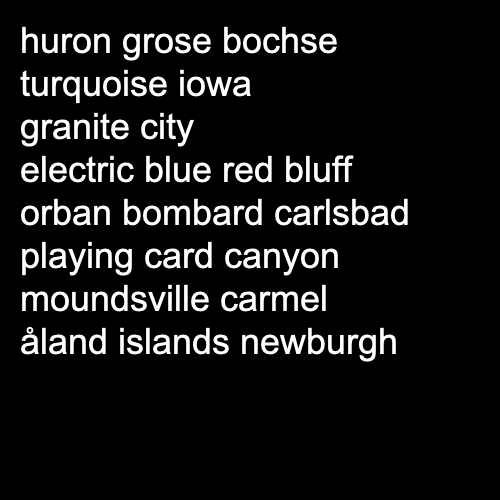 huron grose bochse
turquoise iowa
granite city
electric blue red bluff
orban bombard carlsbad
playing card canyon
moundsville carmel
åland islands newburgh